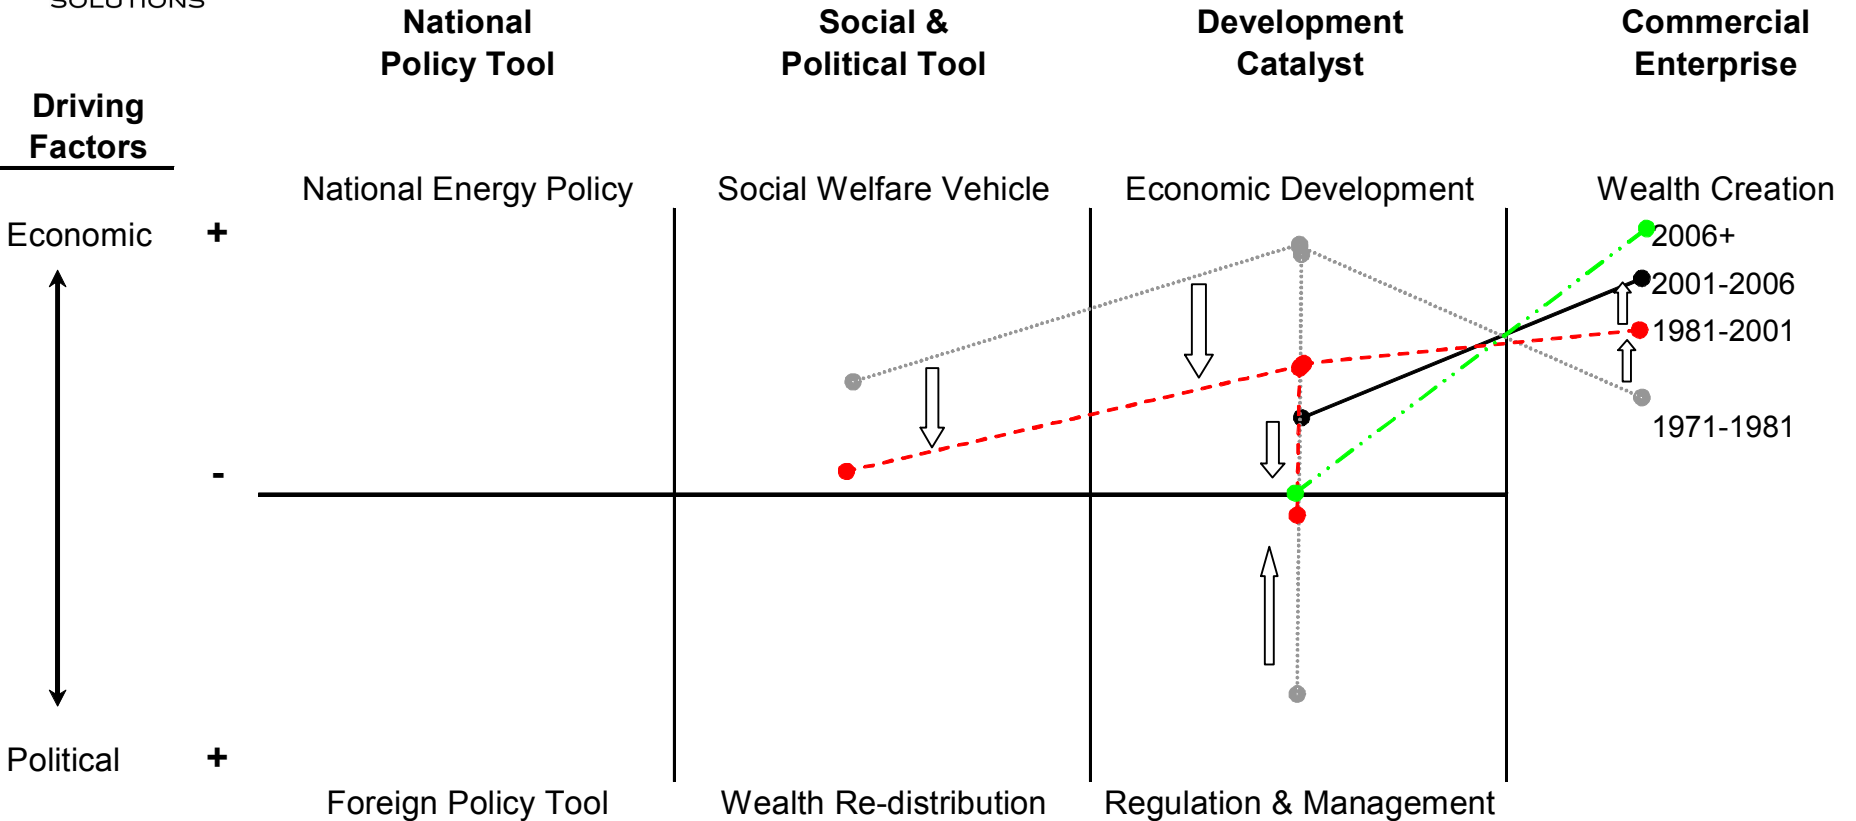 SOLUTIONS
National
Policy Tool
Social &
Political Tool
Development
Catalyst
Commercial
Enterprise
Driving
Factors
National Energy Policy
Social Welfare Vehicle
Economic Development
Wealth Creation
Economic +
2006+
2001-2006
1981-2001
1971-1981
-
Political +
Foreign Policy Tool
Wealth Re-distribution
Regulation & Management